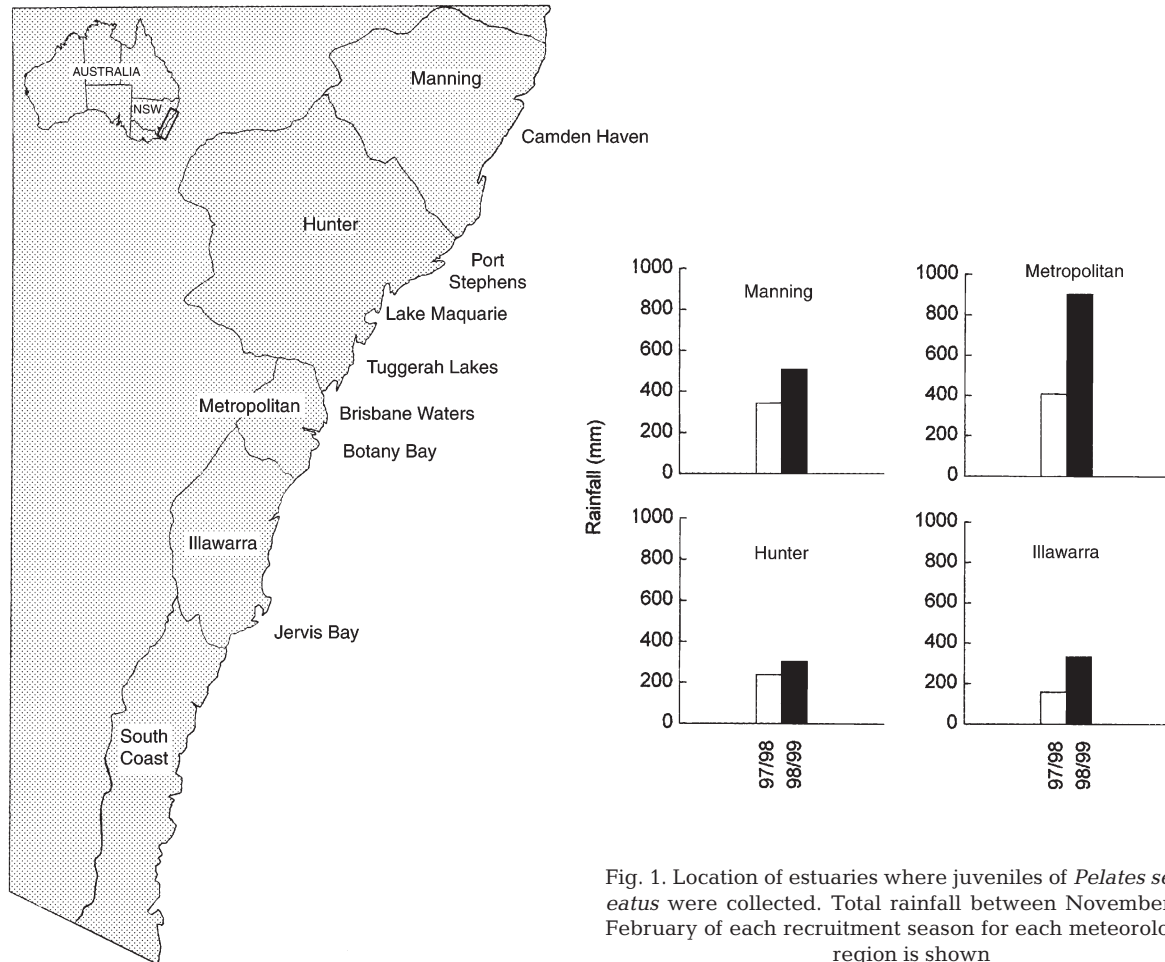 AUSTRALIA
NSW
Manning
Camden Haven
Hunter
Port
Stephens
Lake Maquarie
Tuggerah Lakes
Metropolitan
Brisbane Waters
Botany Bay
Illawarra
Jervis Bay
South
Coast
Rainfall (mm)
Manning
1000
800
600
400
200
0
Metropolitan
1000
800
600
400
200
0
Hunter
1000
800
600
400
200
0
97/98
98/99
Illawarra
1000
800
600
400
200
0
97/98
98/99
Fig. 1. Location of estuaries where juveniles of Pelates se
eatus were collected. Total rainfall between November
February of each recruitment season for each meteorolo
region is shown